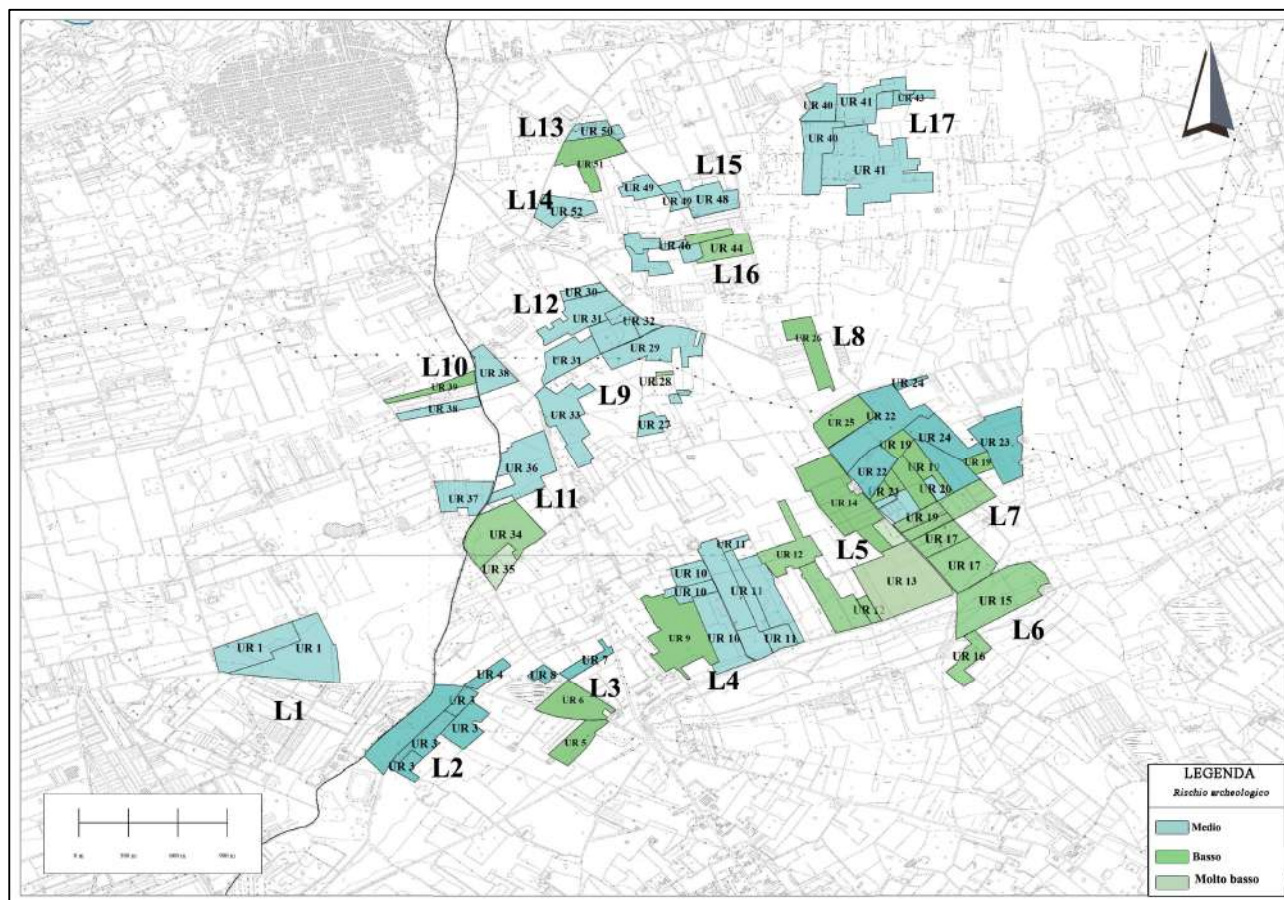 UR 40
UR 41
UR 43
L17
L13
UR 50
UR 40
UR 51
L15
UR 49
UR 41
UR 49
UR 48
L14
UR 52
UR 46
UR 44
L16
UR 30
L12
UR 31
UR 32
UR 26
L8
UR 29
UR 31
L10
UR 38
UR 39
UR 28
UR 24
L9
UR 38
UR 33
UR 27
UR 25
UR 22
UR 19
UR 24
UR 23
UR 36
UR 22
UR 19
UR 37
L11
UR 14
UR 20
L7
UR 34
UR 19
L5
UR 17
UR 11
UR 12
UR 35
UR 10
UR 17
UR 10
UR 11
UR 13
UR 15
UR 12
L6
UR 1
UR 1
UR 9
UR 10
UR 11
UR 7
UR 16
UR 4
UR 8
L3
L4
L1
UR 3
UR 6
UR 3
UR 3
UR 5
UR 3
L2
LEGENDA
Rischio archeologico
Medio
Basso
Molto basso
0 m